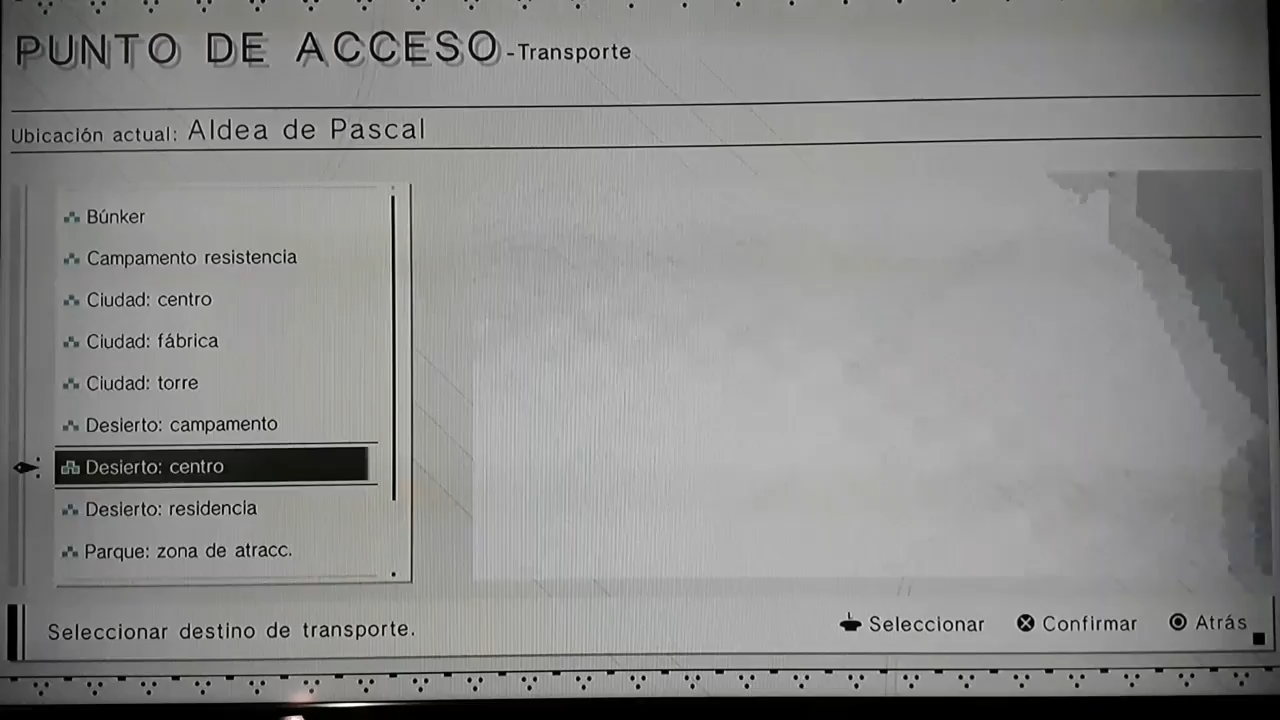 PUNTO DE ACCESO-Transporte
Ubicación actual: Aldea de Pascal
Búnker
Campamento resistencia
Ciudad: centro
Ciudad: fábrica
Ciudad: torre
Desierto: campamento
Desierto: centro
Desierto: residencia
Parque: zona de atracc.
Seleccionar destino de transporte.
Seleccionar Confirmar Atrás